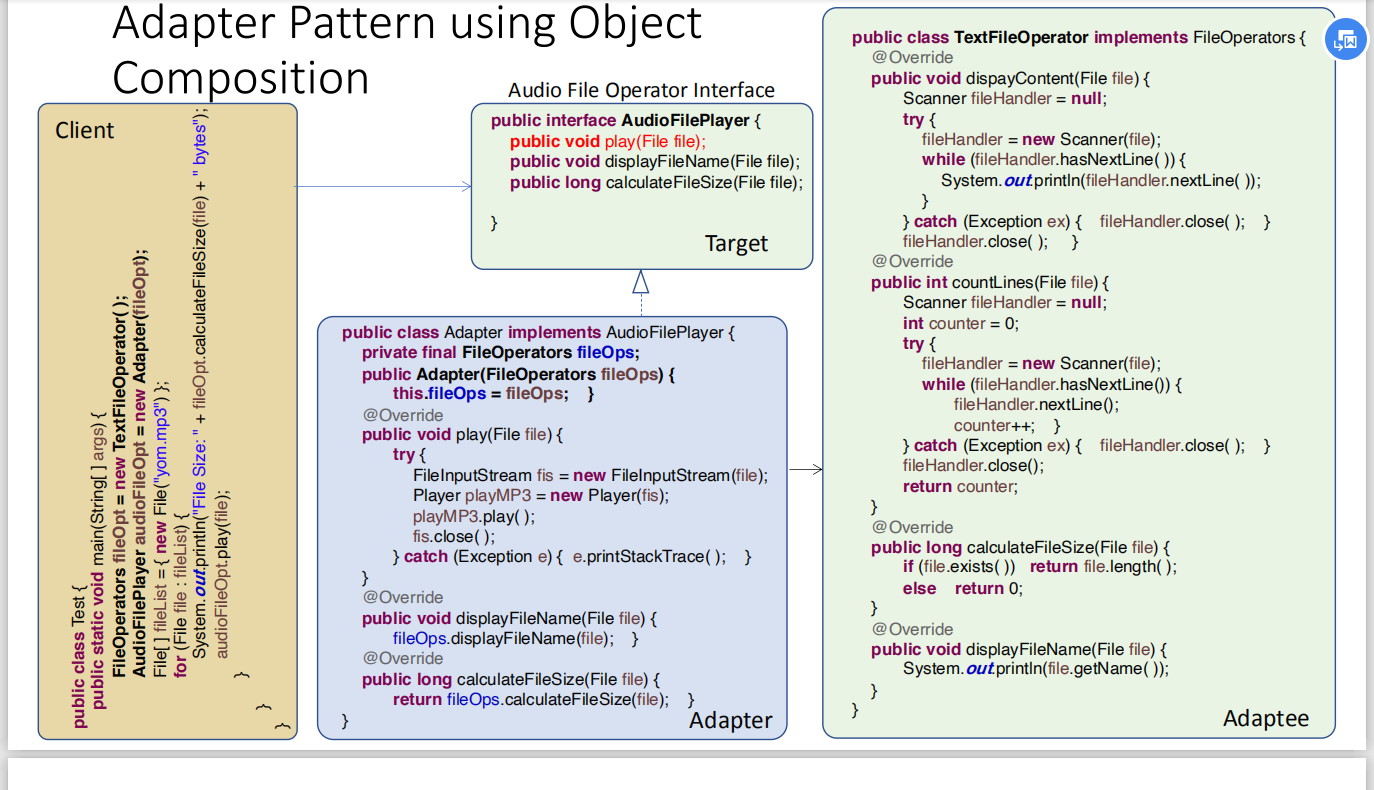 Adapter Pattern using Object
Composition
Client
public class Test {
public static void main(String[ ] args) {
FileOperators fileOpt = new TextFileOperator( );
AudioFilePlayer audioFileOpt = new Adapter(fileOpt);
File[ ] fileList = { new File("yom.mp3") };
for (File file : fileList) {
System.out.println("File Size: " + fileOpt.calculateFileSize(file) + " bytes");
audioFileOpt.play(file);
}
}
}
Audio File Operator Interface
public interface AudioFilePlayer {
public void play(File file);
public void displayFileName(File file);
public long calculateFileSize(File file);
}
Target
public class Adapter implements AudioFilePlayer {
private final FileOperators fileOps;
public Adapter(FileOperators fileOps) {
this.fileOps = fileOps; }
@Override
public void play(File file) {
try {
FileInputStream fis = new FileInputStream(file);
Player playMP3 = new Player(fis);
playMP3.play( );
fis.close( );
} catch (Exception e) { e.printStackTrace( ); }
}
@Override
public void displayFileName(File file) {
fileOps.displayFileName(file); }
@Override
public long calculateFileSize(File file) {
return fileOps.calculateFileSize(file); }
}
Adapter
public class TextFileOperator implements FileOperators {
@Override
public void dispayContent(File file) {
Scanner fileHandler = null;
try {
fileHandler = new Scanner(file);
while (fileHandler.hasNextLine( )) {
System.out.println(fileHandler.nextLine( ));
}
} catch (Exception ex) { fileHandler.close( ); }
fileHandler.close( ); }
@Override
public int countLines(File file) {
Scanner fileHandler = null;
int counter = 0;
try {
fileHandler = new Scanner(file);
while (fileHandler.hasNextLine()) {
fileHandler.nextLine();
counter++; }
} catch (Exception ex) { fileHandler.close( ); }
fileHandler.close();
return counter;
}
@Override
public long calculateFileSize(File file) {
if (file.exists( )) return file.length( );
else return 0;
}
@Override
public void displayFileName(File file) {
System.out.println(file.getName( ));
}
}
Adaptee